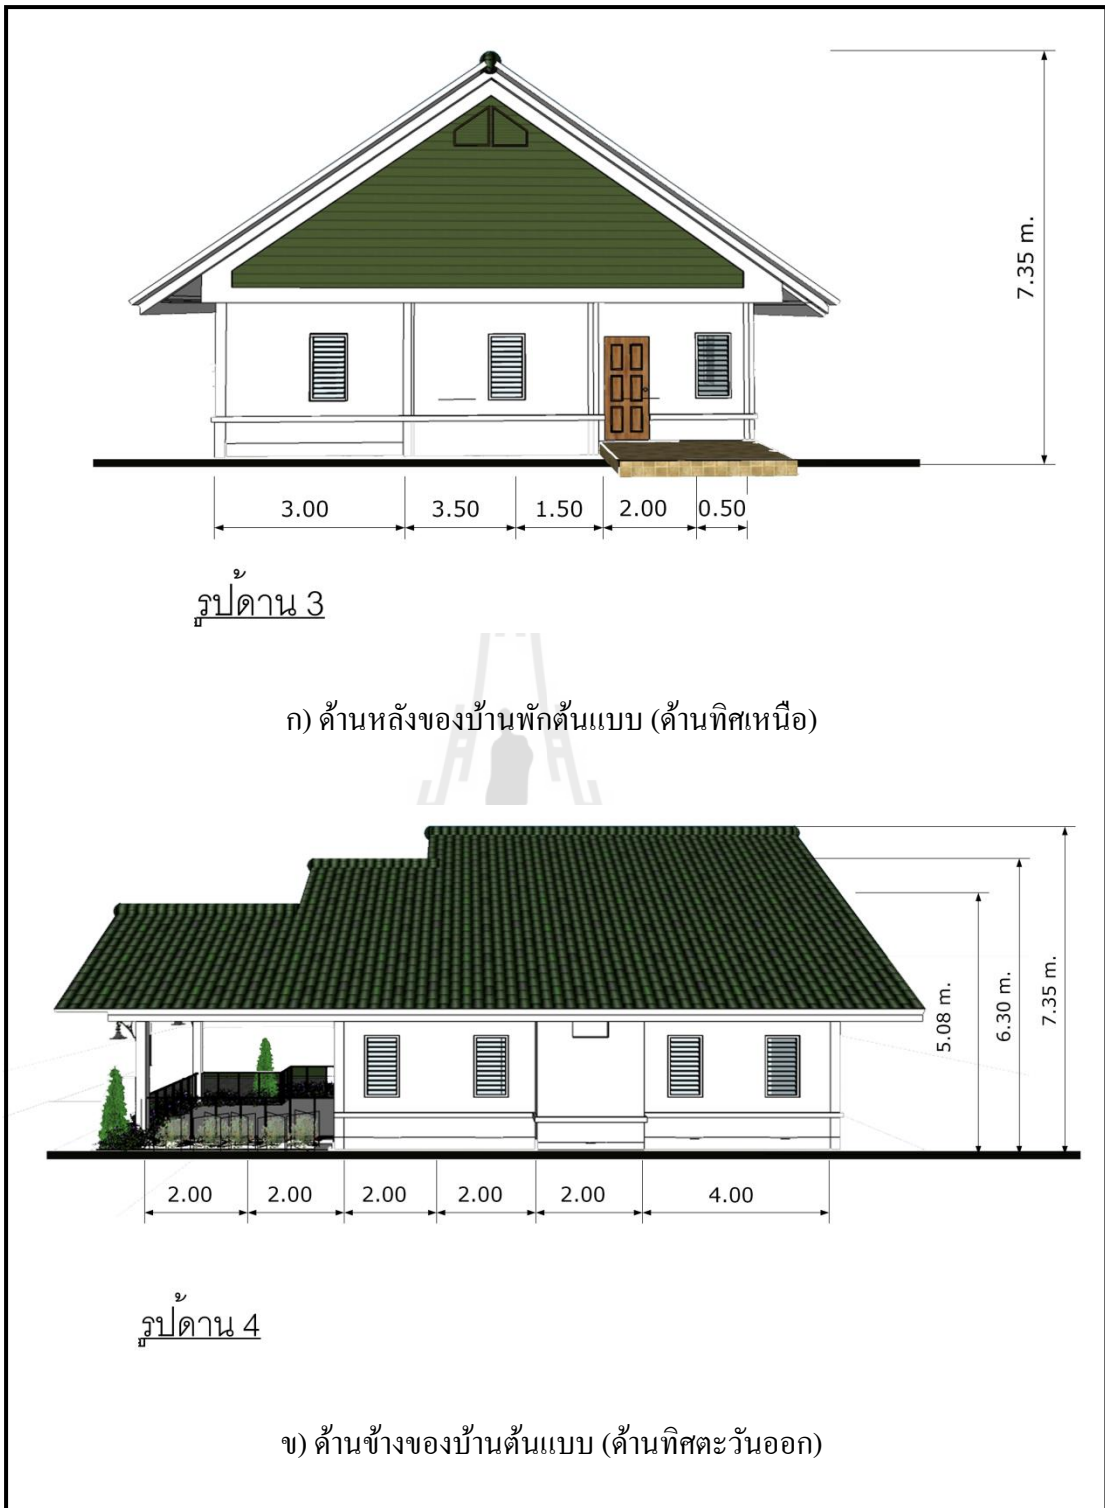 7.35 m.
3.00 3.50 1.50 2.00 0.50
รูปด้าน 3
ก) ด้านหลังของบ้านพักต้นแบบ (ด้านทิศเหนือ)
5.08 m.
6.30 m.
7.35 m.
2.00 2.00 2.00 2.00 2.00 4.00
รูปด้าน 4
ข) ด้านข้างของบ้านต้นแบบ (ด้านทิศตะวันออก)